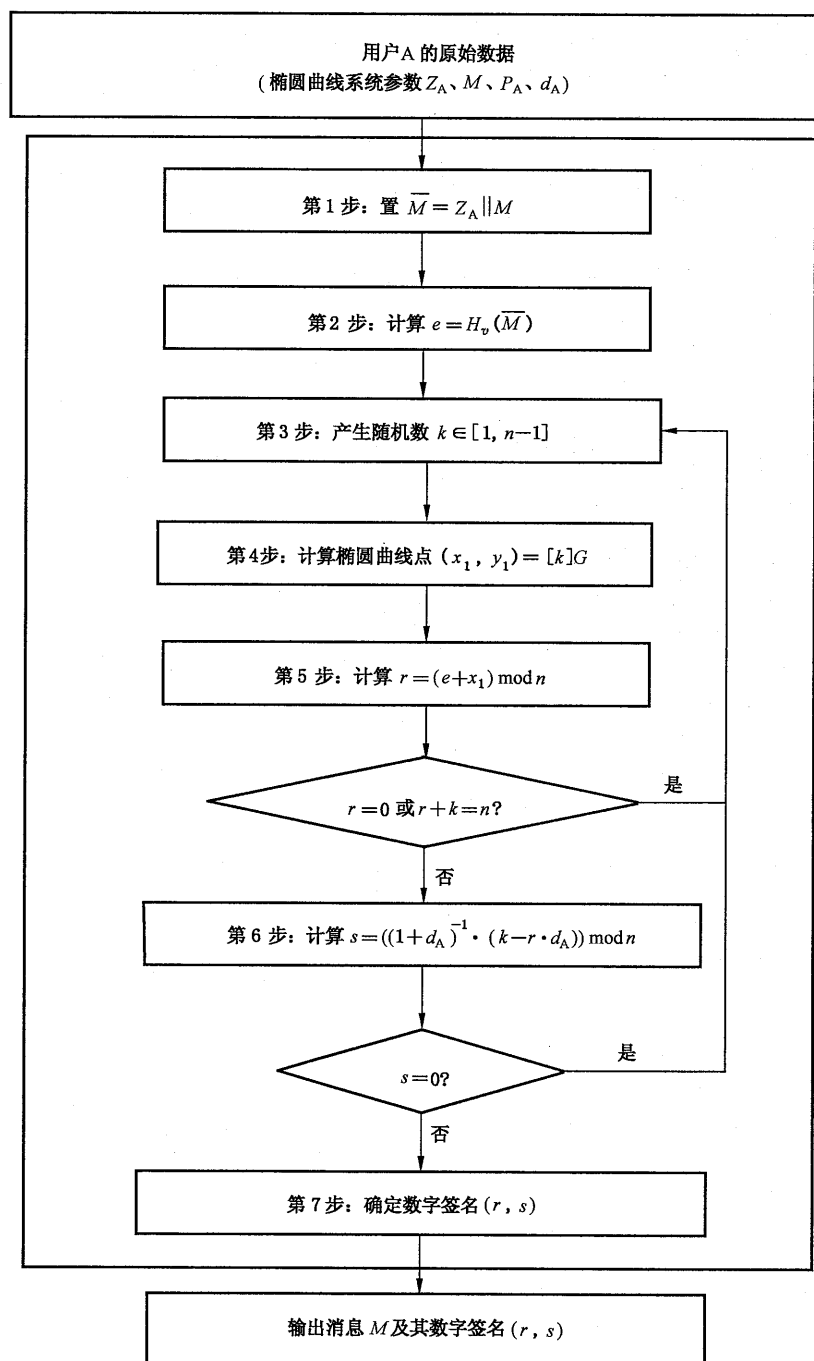 用户A 的原始数据
(椭圆曲线系统参数 Z_A、M、P_A、d_A)
第1步：置 M̅ = Z_A||M
第2 步：计算 e = H_v(M̅)
第3 步：产生随机数 k∈[1, n−1]
第4步：计算椭圆曲线点 (x₁, y₁) = [k]G
第5 步：计算 r = (e+x₁) mod n
r=0 或 r+k=n?
是
否
第6 步：计算 s = ((1+d_A)⁻¹· (k−r·d_A)) mod n
s=0?
是
否
第7步：确定数字签名(r, s)
输出消息 M 及其数字签名(r, s)